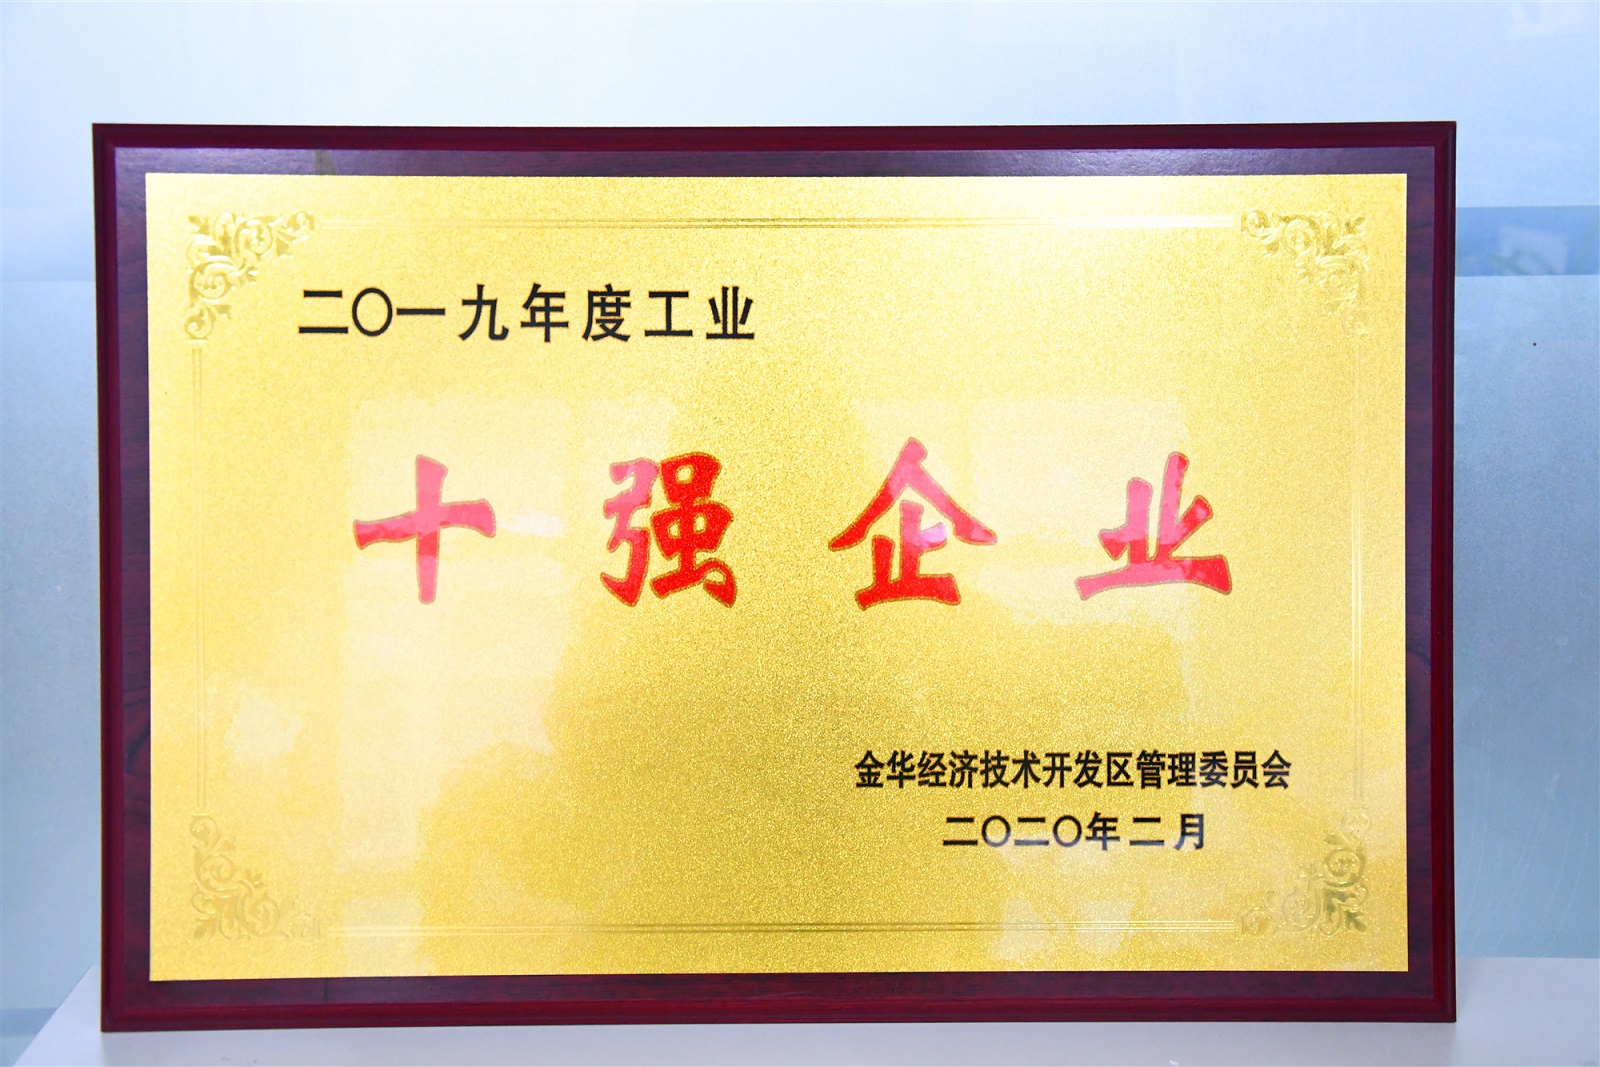 二〇一九年度工业
十强企业
金华经济技术开发区管理委员会
二〇二〇年二月